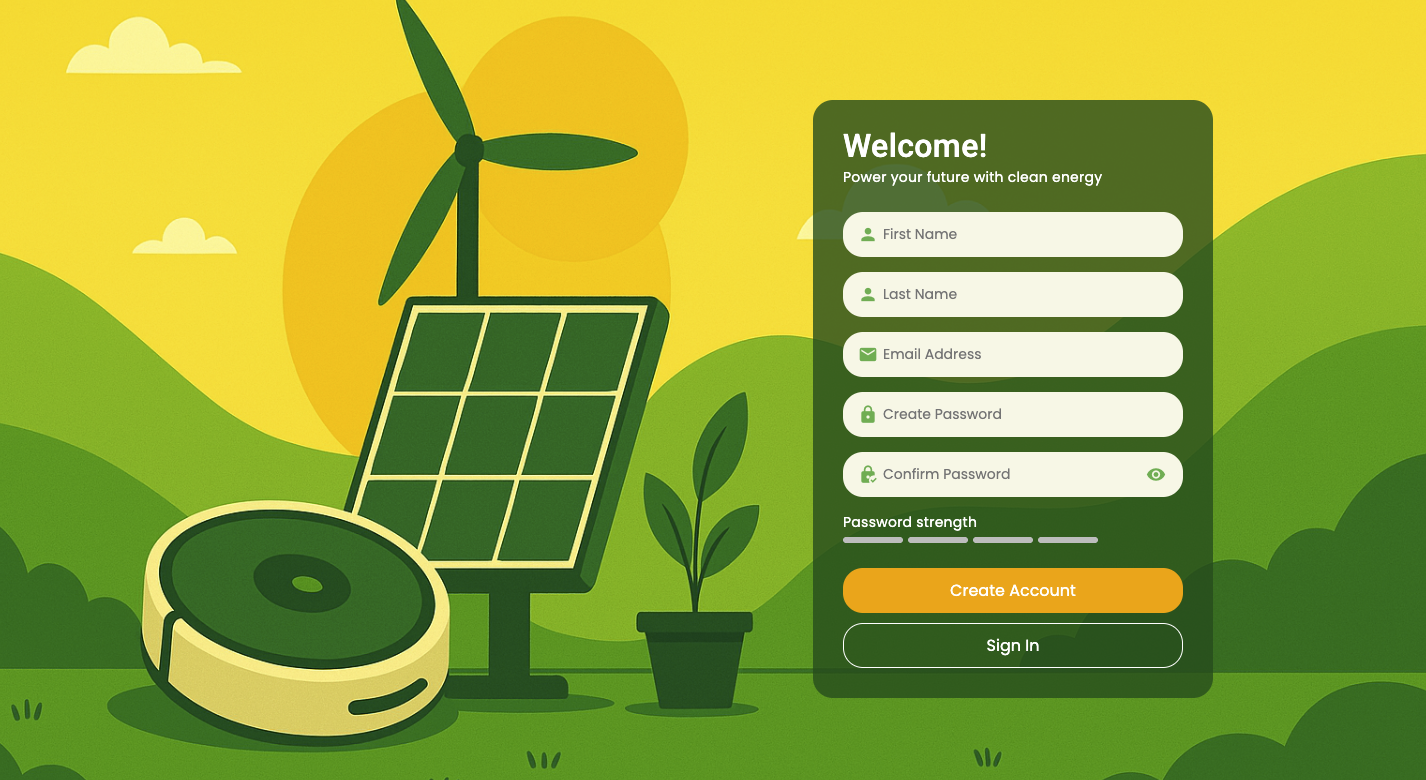 Welcome!
Power your future with clean energy
First Name
Last Name
Email Address
Create Password
Confirm Password
Password strength
Create Account
Sign In